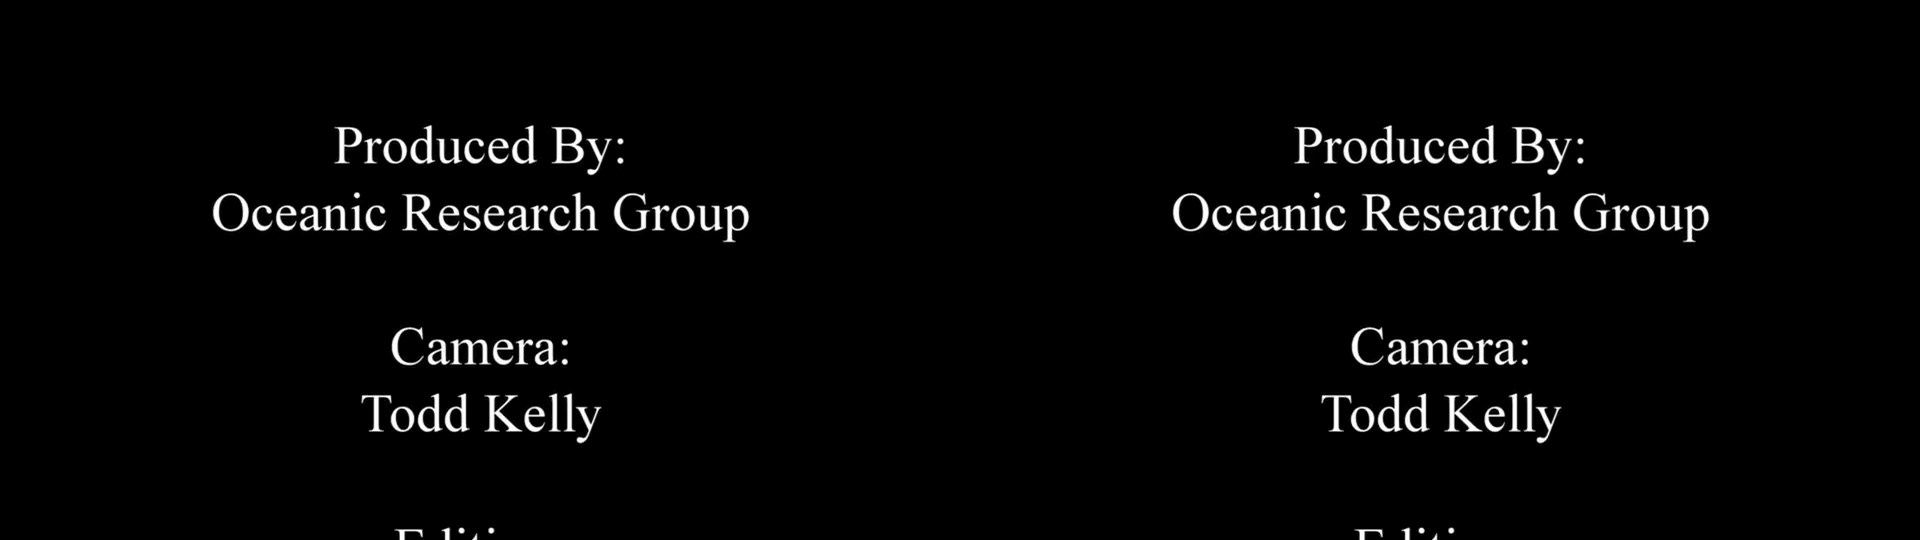 Produced By:
Oceanic Research Group
Camera:
Todd Kelly
Produced By:
Oceanic Research Group
Camera:
Todd Kelly